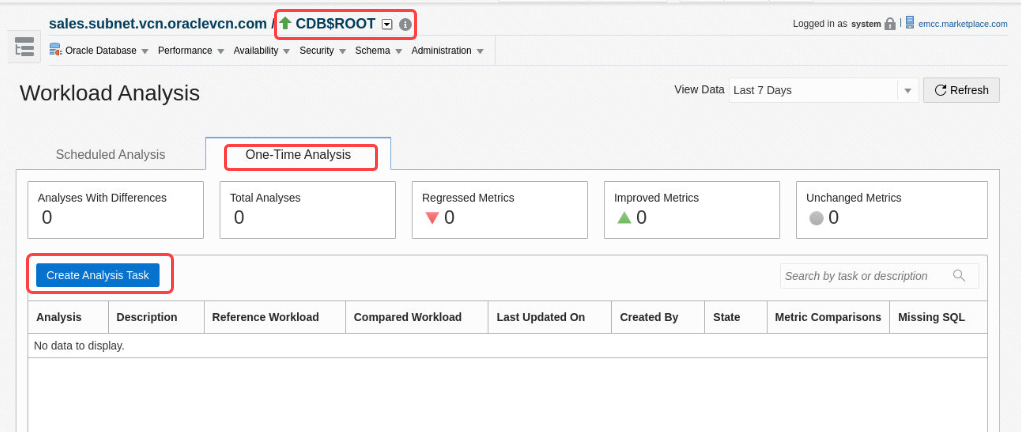 sales.subnet.vcn.oraclevcn.com / CDB$ROOT
Logged in as system | emcc.marketplace.com
Oracle Database Performance Availability Security Schema Administration
Workload Analysis
View Data Last 7 Days Refresh
Scheduled Analysis One-Time Analysis
Analyses With Differences Total Analyses Regressed Metrics Improved Metrics Unchanged Metrics
0 0 0 0 0
Create Analysis Task Search by task or description
Analysis Description Reference Workload Compared Workload Last Updated On Created By State Metric Comparisons Missing SQL
No data to display.